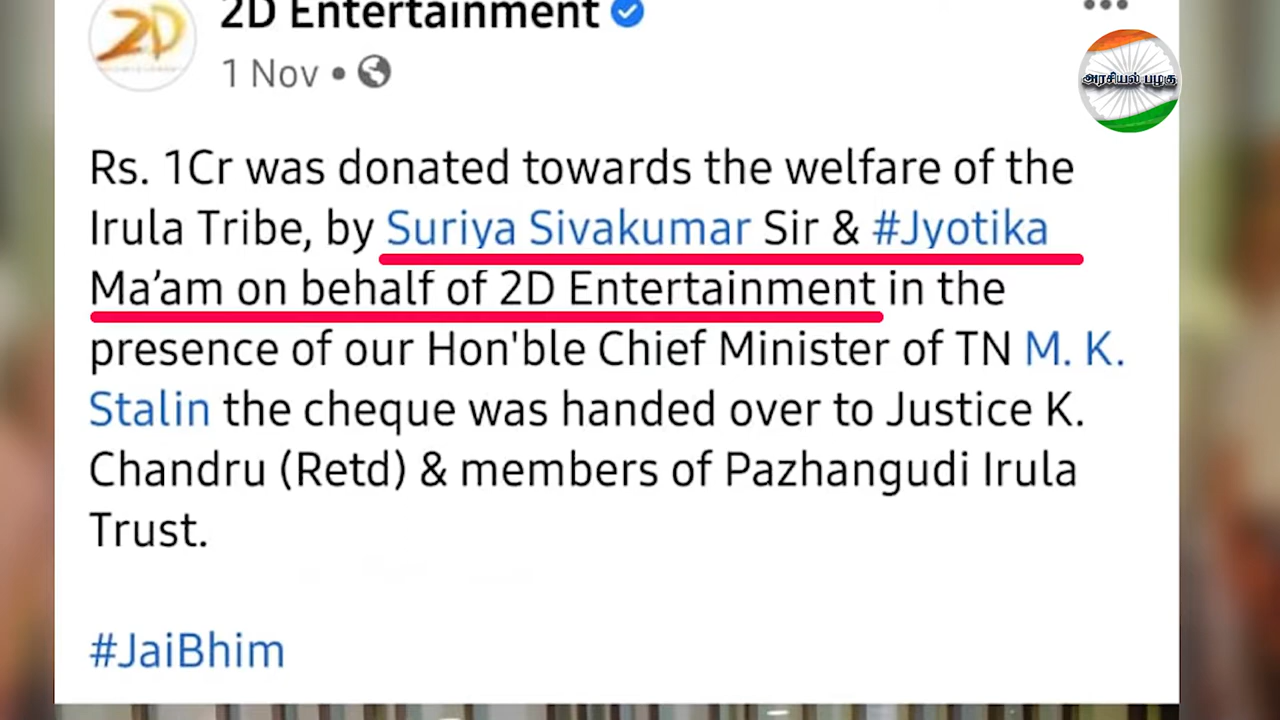 2D Entertainment
1 Nov •
அரசியல் பழகு
Rs. 1Cr was donated towards the welfare of the
Irula Tribe, by Suriya Sivakumar Sir & #Jyotika
Ma’am on behalf of 2D Entertainment in the
presence of our Hon'ble Chief Minister of TN M. K.
Stalin the cheque was handed over to Justice K.
Chandru (Retd) & members of Pazhangudi Irula
Trust.
#JaiBhim